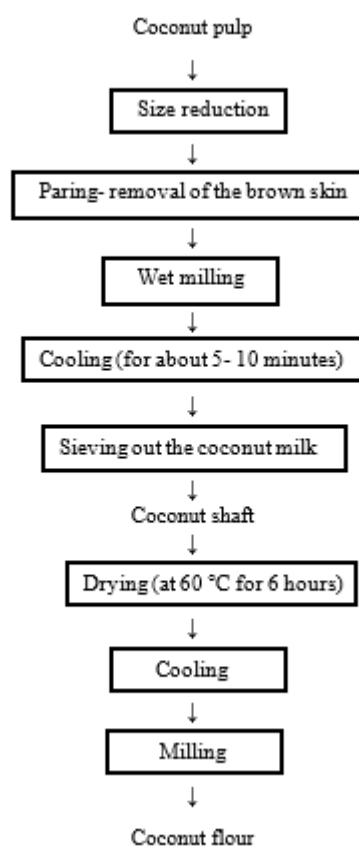 Coconut pulp
↓
Size reduction
↓
Paring- removal of the brown skin
↓
Wet milling
↓
Cooling (for about 5- 10 minutes)
↓
Sieving out the coconut milk
↓
Coconut shaft
↓
Drying (at 60 °C for 6 hours)
↓
Cooling
↓
Milling
↓
Coconut flour